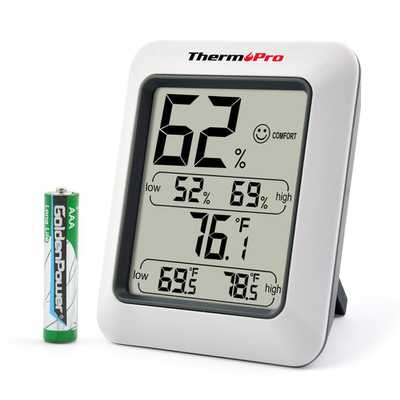 ThermoPro
62%
COMFORT
low 52% 69% high
76.1°F
low 69.5°F 78.5°F high
AAA
GoldenPower